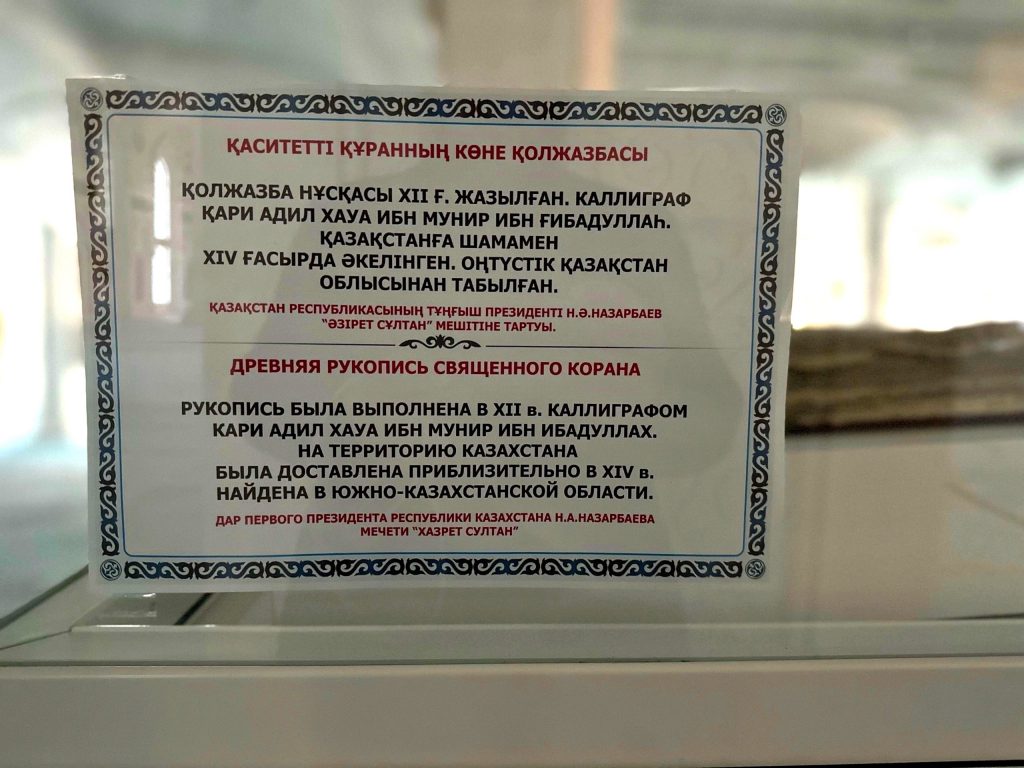 ҚАСИТЕТТІ ҚҰРАННЫҢ КӨНЕ ҚОЛЖАЗБАСЫ
ҚОЛЖАЗБА НҰСҚАСЫ XII Ғ. ЖАЗЫЛҒАН. КАЛЛИГРАФ
ҚАРИ АДИЛ ХАУА ИБН МУНИР ИБН ҒИБАДУЛЛАҺ.
ҚАЗАҚСТАНҒА ШАМАМЕН
XIV ҒАСЫРДА ӘКЕЛІНГЕН. ОҢТҮСТІК ҚАЗАҚСТАН
ОБЛЫСЫНАН ТАБЫЛҒАН.
ҚАЗАҚСТАН РЕСПУБЛИКАСЫНЫҢ ТҰҢҒЫШ ПРЕЗИДЕНТІ Н.Ә.НАЗАРБАЕВ
"ӘЗІРЕТ СҰЛТАН" МЕШІТІНЕ ТАРТУЫ.
ДРЕВНЯЯ РУКОПИСЬ СВЯЩЕННОГО КОРАНА
РУКОПИСЬ БЫЛА ВЫПОЛНЕНА В XII в. КАЛЛИГРАФОМ
КАРИ АДИЛ ХАУА ИБН МУНИР ИБН ИБАДУЛЛАХ.
НА ТЕРРИТОРИЮ КАЗАХСТАНА
БЫЛА ДОСТАВЛЕНА ПРИБЛИЗИТЕЛЬНО В XIV в.
НАЙДЕНА В ЮЖНО-КАЗАХСТАНСКОЙ ОБЛАСТИ.
ДАР ПЕРВОГО ПРЕЗИДЕНТА РЕСПУБЛИКИ КАЗАХСТАНА Н.А.НАЗАРБАЕВА
МЕЧЕТИ "ХАЗРЕТ СУЛТАН"